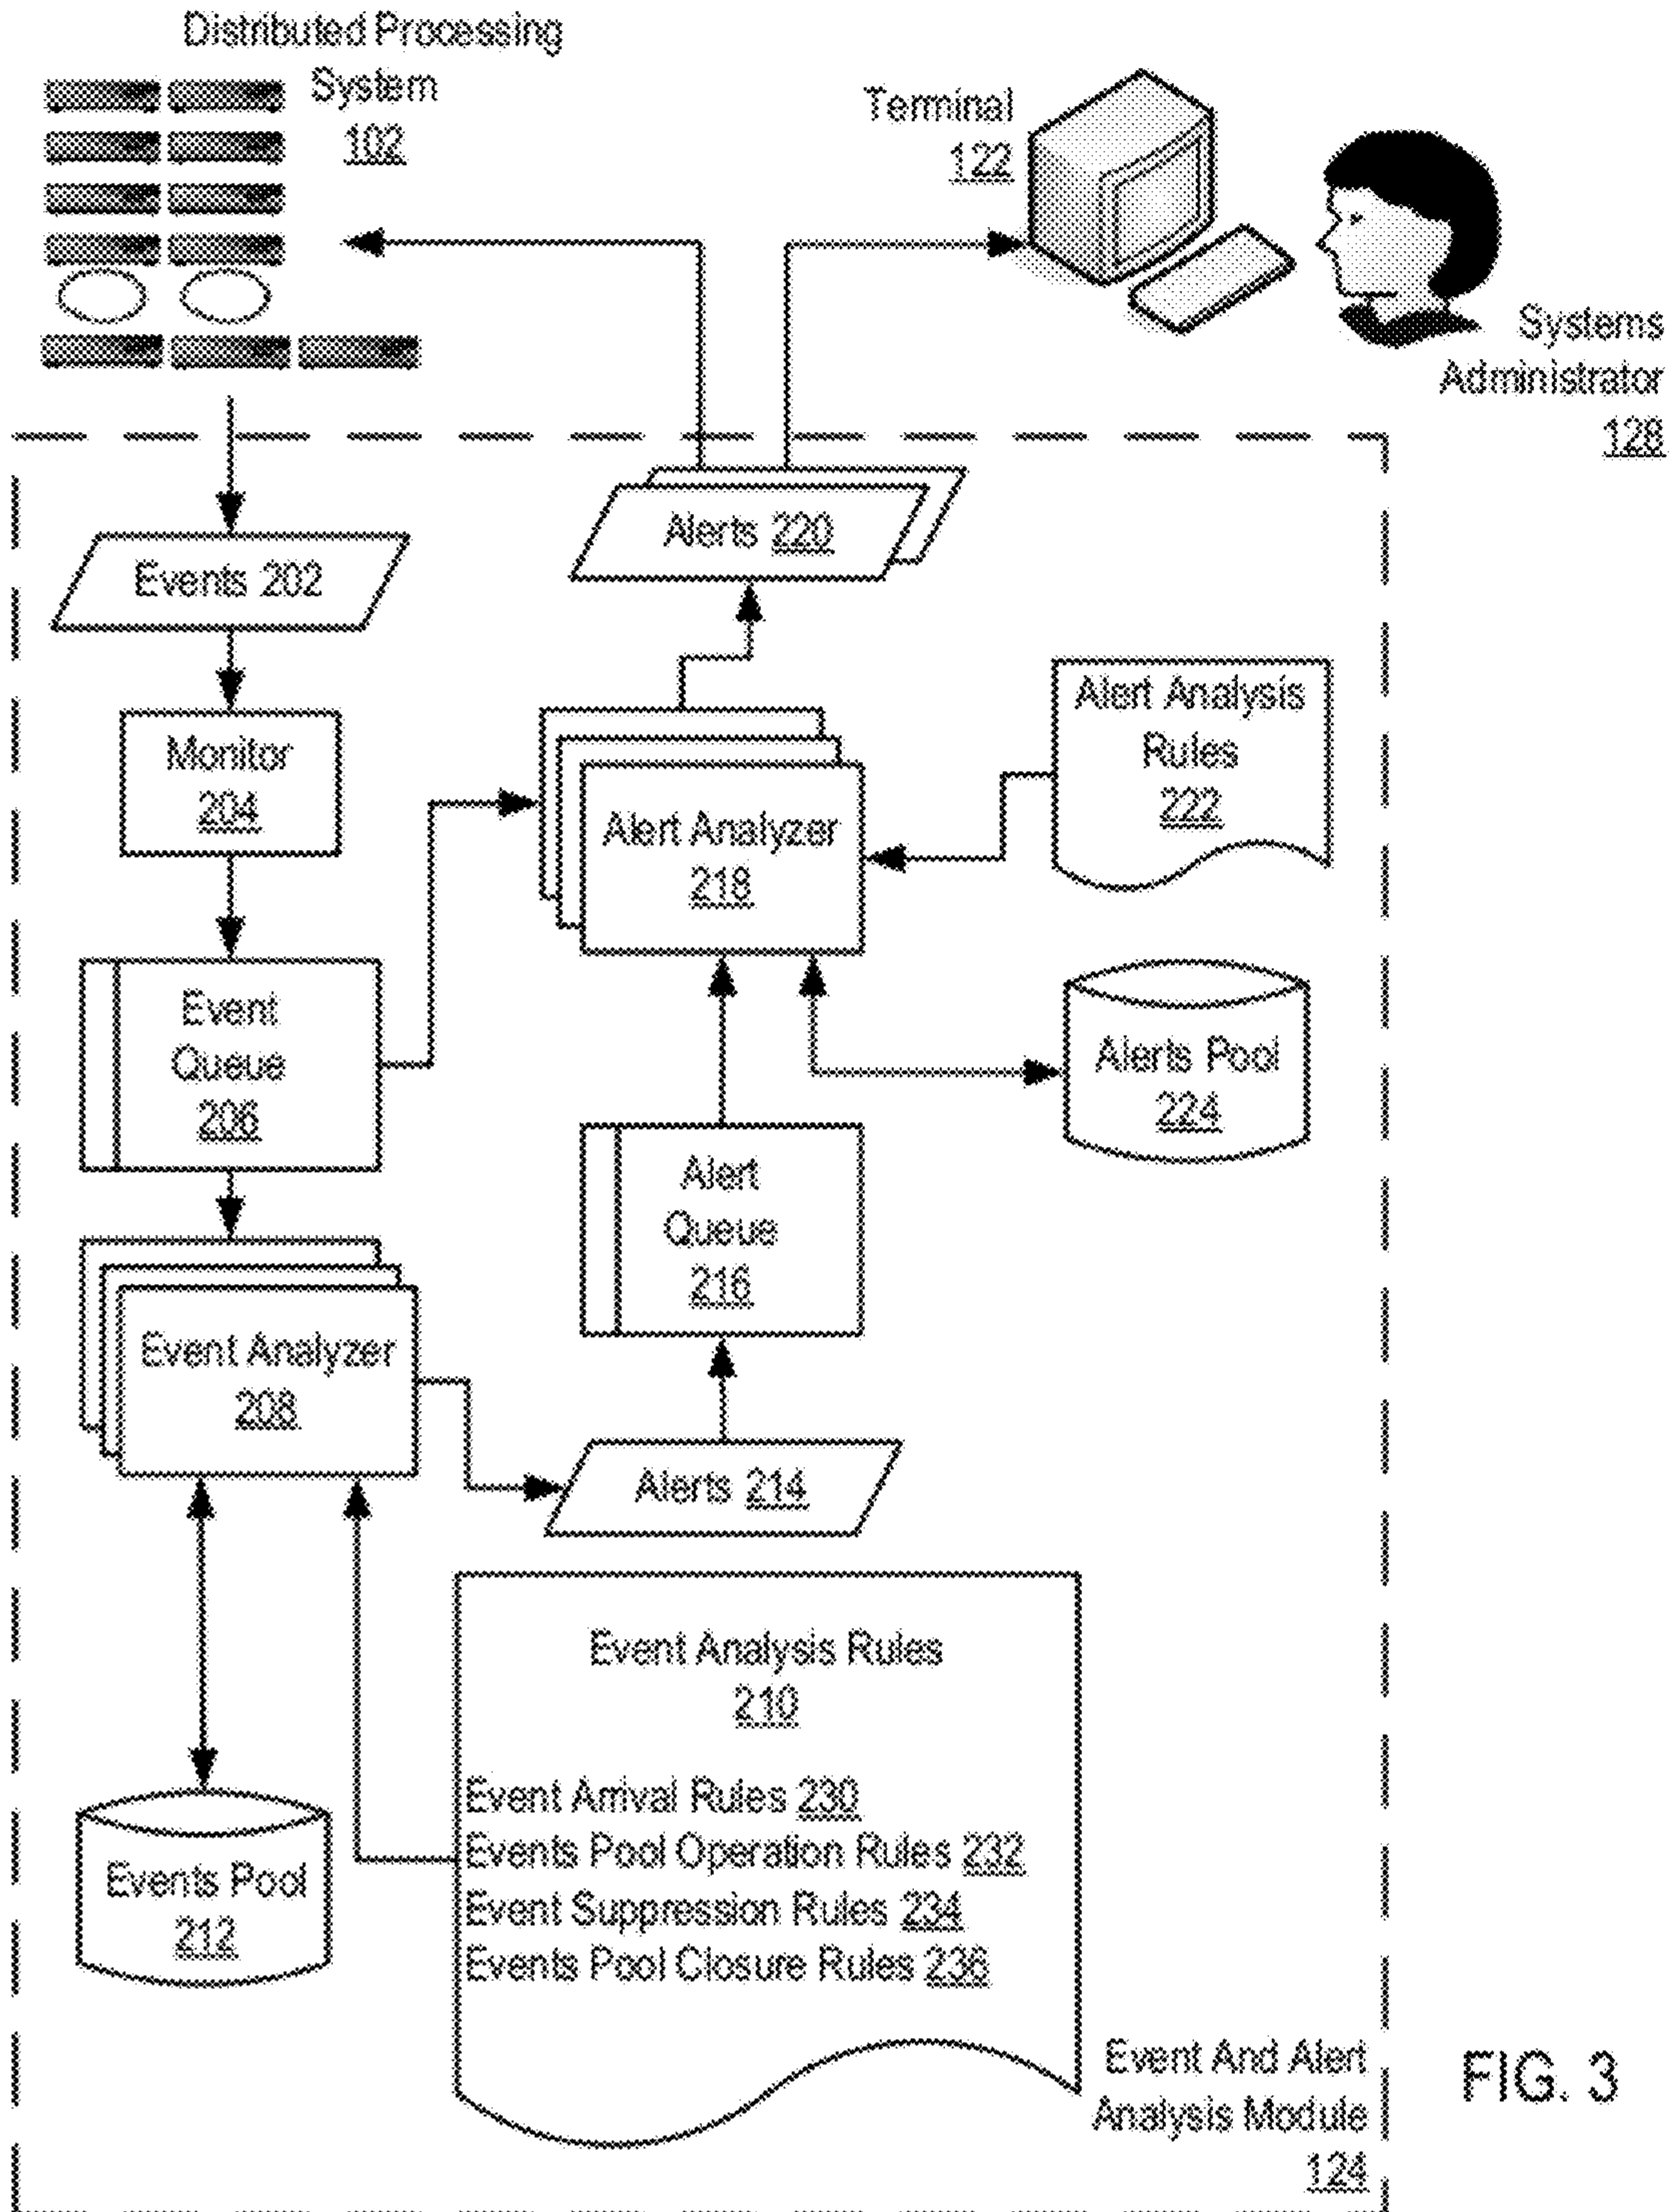 Distributed Processing
System
102
Terminal
122
Systems
Administrator
128
Alerts 220
Events 202
Alert Analysis
Rules
222
Monitor
204
Alert Analyzer
218
Event
Queue
206
Alerts Pool
224
Alert
Queue
216
Event Analyzer
208
Alerts 214
Event Analysis Rules
210
Event Arrival Rules 230
Events Pool Operation Rules 232
Event Suppression Rules 234
Events Pool Closure Rules 236
Events Pool
212
Event And Alert
Analysis Module
124
FIG. 3